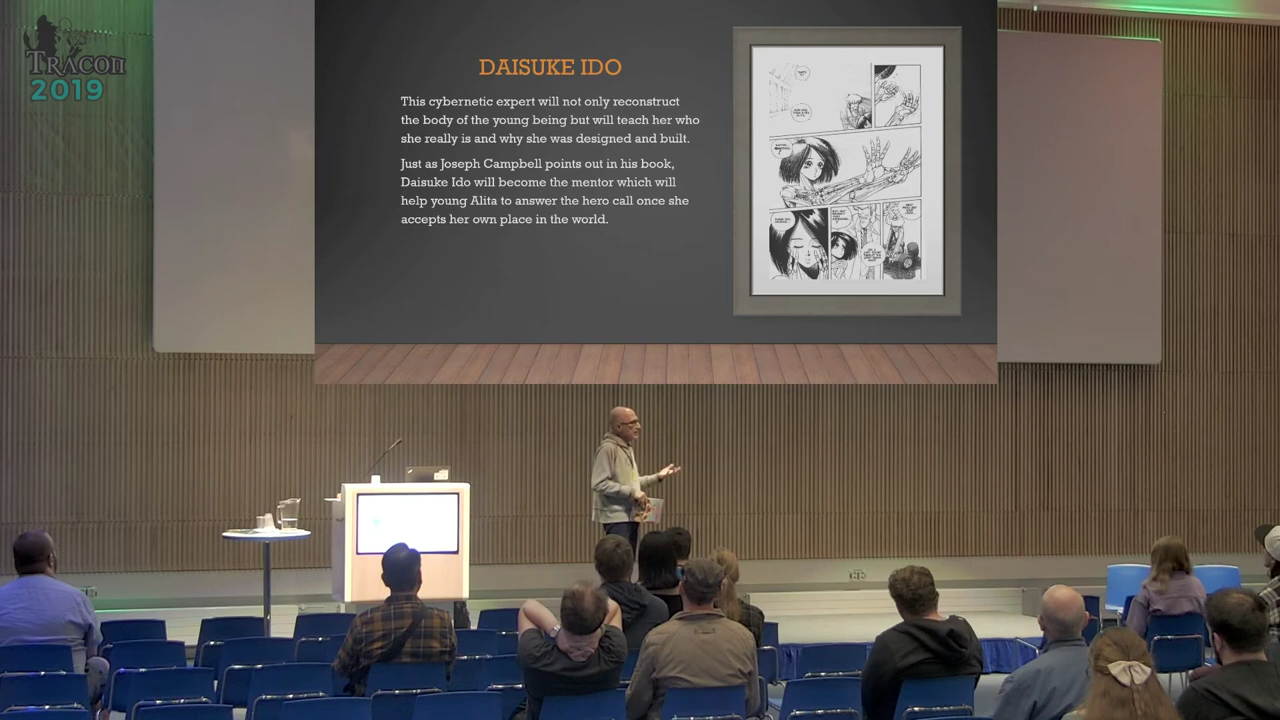 TRACON
2019
DAISUKE IDO
This cybernetic expert will not only reconstruct
the body of the young being but will teach her who
she really is and why she was designed and built.
Just as Joseph Campbell points out in his book,
Daisuke Ido will become the mentor which will
help young Alita to answer the hero call once she
accepts her own place in the world.